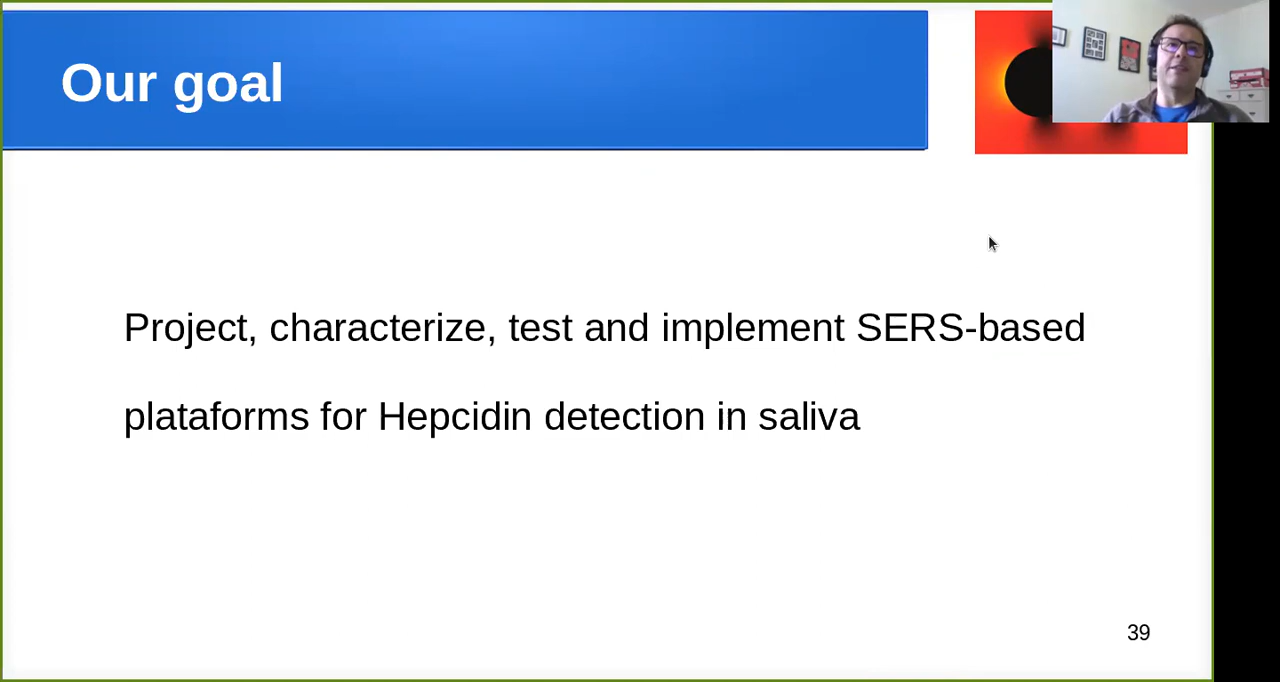 Our goal
Project, characterize, test and implement SERS-based
plataforms for Hepcidin detection in saliva
39